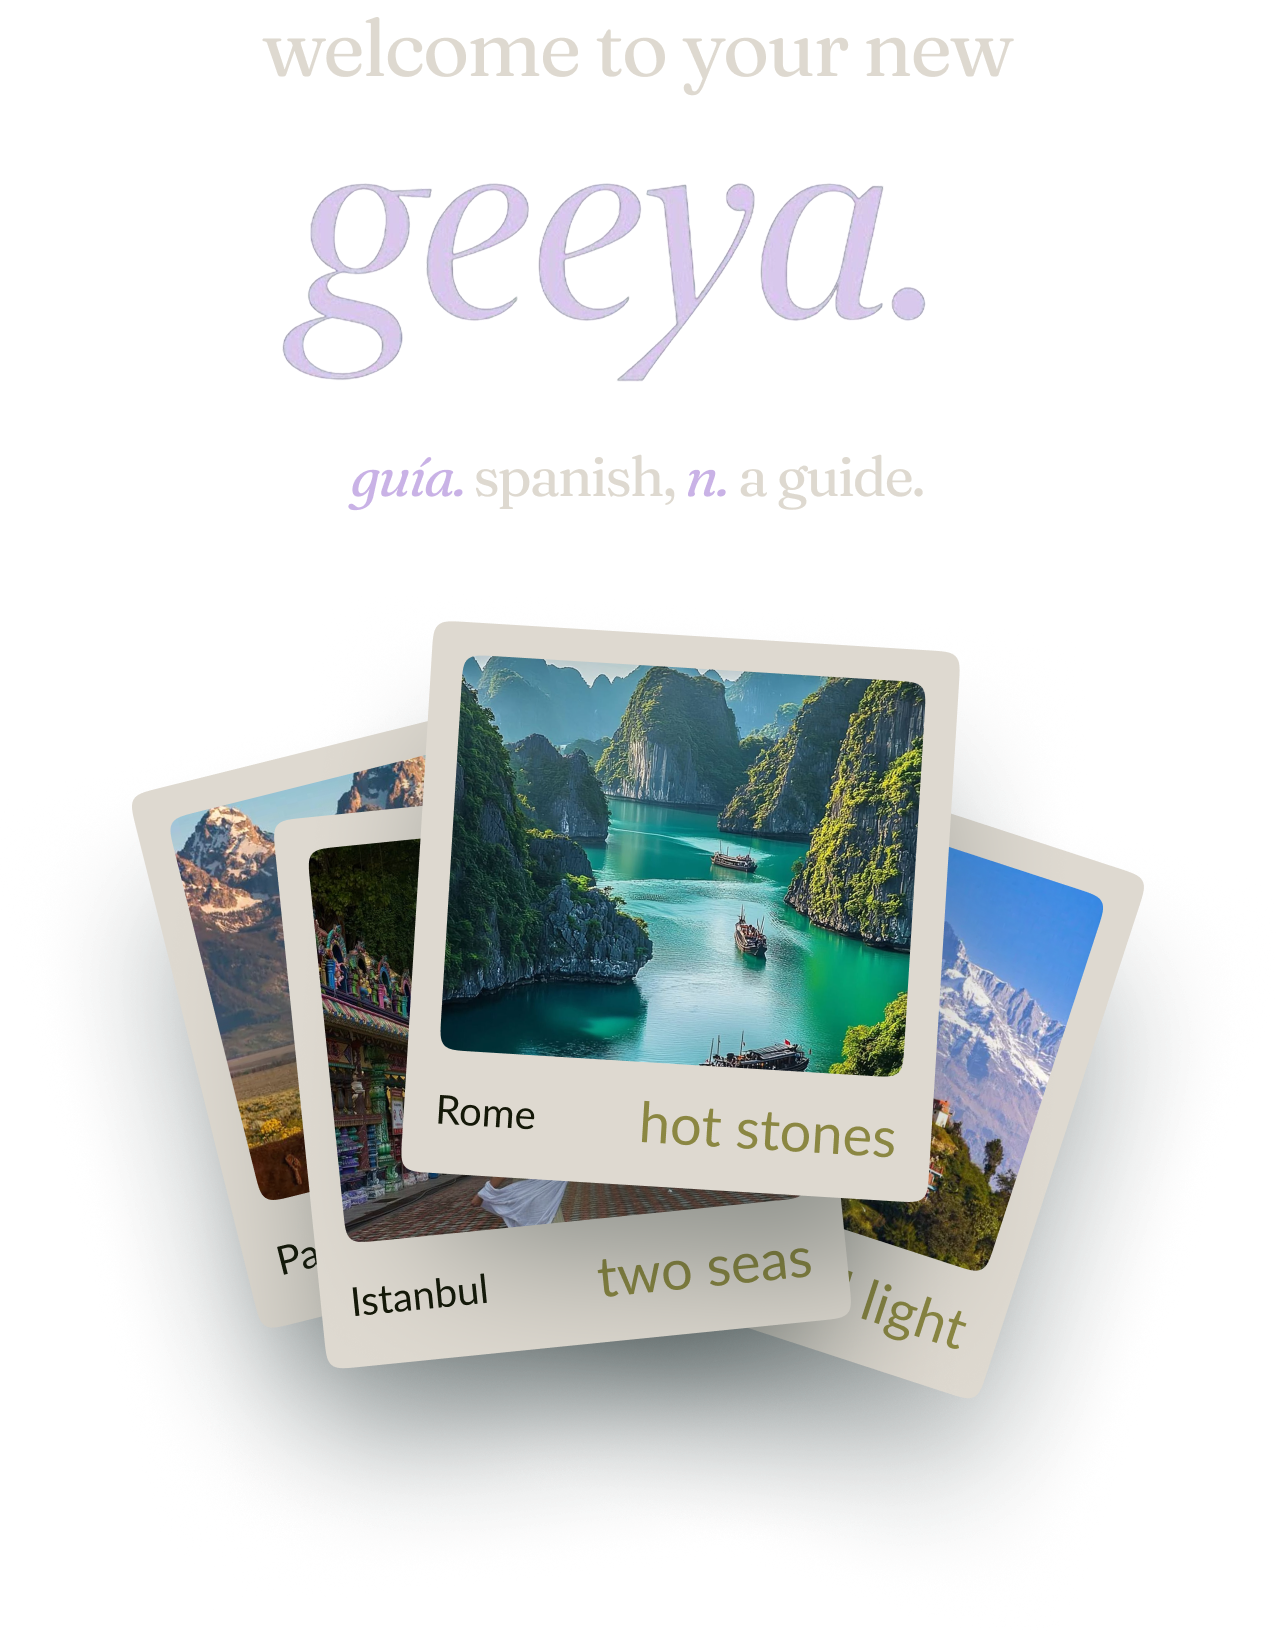 welcome to your new
geeya.
guía. spanish, n. a guide.
Rome hot stones
Istanbul two seas
light